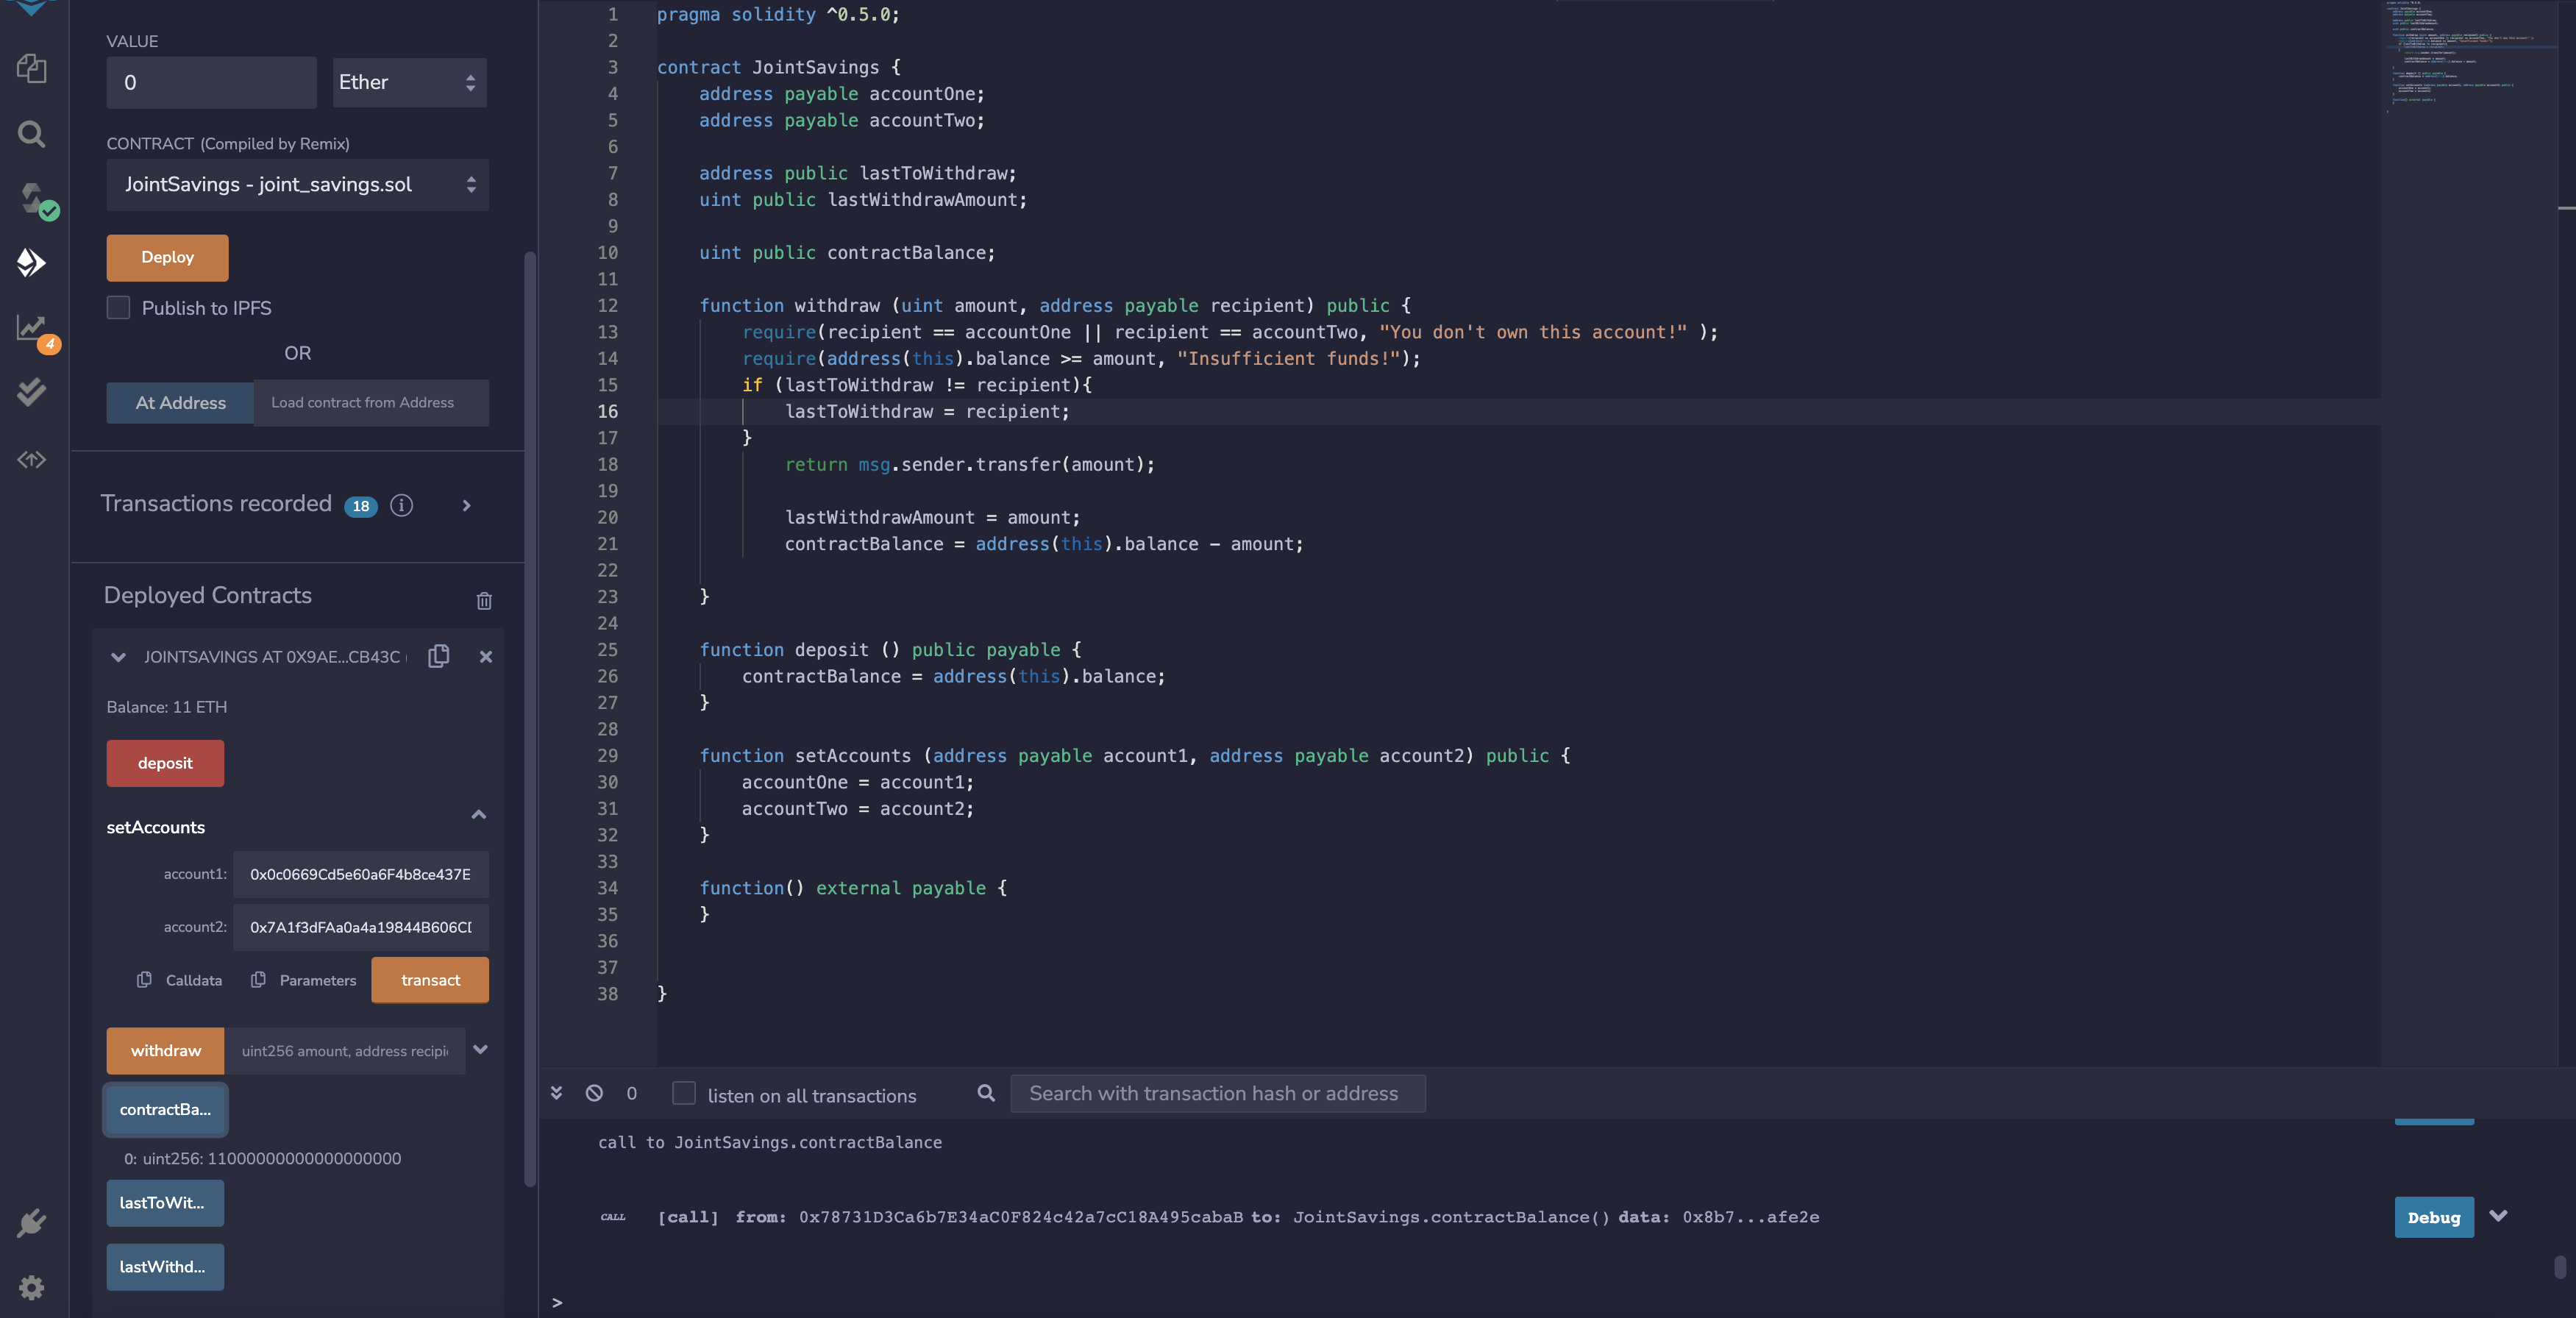 VALUE
0
Ether
CONTRACT (Compiled by Remix)
JointSavings - joint_savings.sol
Deploy
Publish to IPFS
OR
At Address
Load contract from Address
4
Transactions recorded 18 i
Deployed Contracts
JOINTSAVINGS AT 0X9AE...CB43C (
Balance: 11 ETH
deposit
setAccounts
account1: 0x0c0669Cd5e60a6F4b8ce437E
account2: 0x7A1f3dFAa0a4a19844B606CD
Calldata
Parameters
transact
withdraw
uint256 amount, address recipi
contractBa...
0: uint256: 11000000000000000000
lastToWit...
lastWithd...
1 pragma solidity ^0.5.0;
2
3 contract JointSavings {
4 address payable accountOne;
5 address payable accountTwo;
6
7 address public lastToWithdraw;
8 uint public lastWithdrawAmount;
9
10 uint public contractBalance;
11
12 function withdraw (uint amount, address payable recipient) public {
13 require(recipient == accountOne || recipient == accountTwo, "You don't own this account!" );
14 require(address(this).balance >= amount, "Insufficient funds!");
15 if (lastToWithdraw != recipient){
16 lastToWithdraw = recipient;
17 }
18 return msg.sender.transfer(amount);
19
20 lastWithdrawAmount = amount;
21 contractBalance = address(this).balance - amount;
22
23 }
24
25 function deposit () public payable {
26 contractBalance = address(this).balance;
27 }
28
29 function setAccounts (address payable account1, address payable account2) public {
30 accountOne = account1;
31 accountTwo = account2;
32 }
33
34 function() external payable {
35 }
36
37
38 }
0
listen on all transactions
Search with transaction hash or address
call to JointSavings.contractBalance
CALL [call] from: 0x78731D3Ca6b7E34aC0F824c42a7cC18A495cabaB to: JointSavings.contractBalance() data: 0x8b7...afe2e
Debug
>